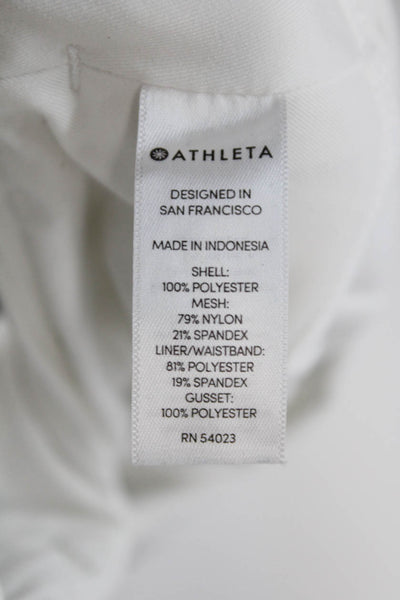 ATHLETA
DESIGNED IN
SAN FRANCISCO
MADE IN INDONESIA
SHELL:
100% POLYESTER
MESH:
79% NYLON
21% SPANDEX
LINER/WAISTBAND:
81% POLYESTER
19% SPANDEX
GUSSET:
100% POLYESTER
RN 54023